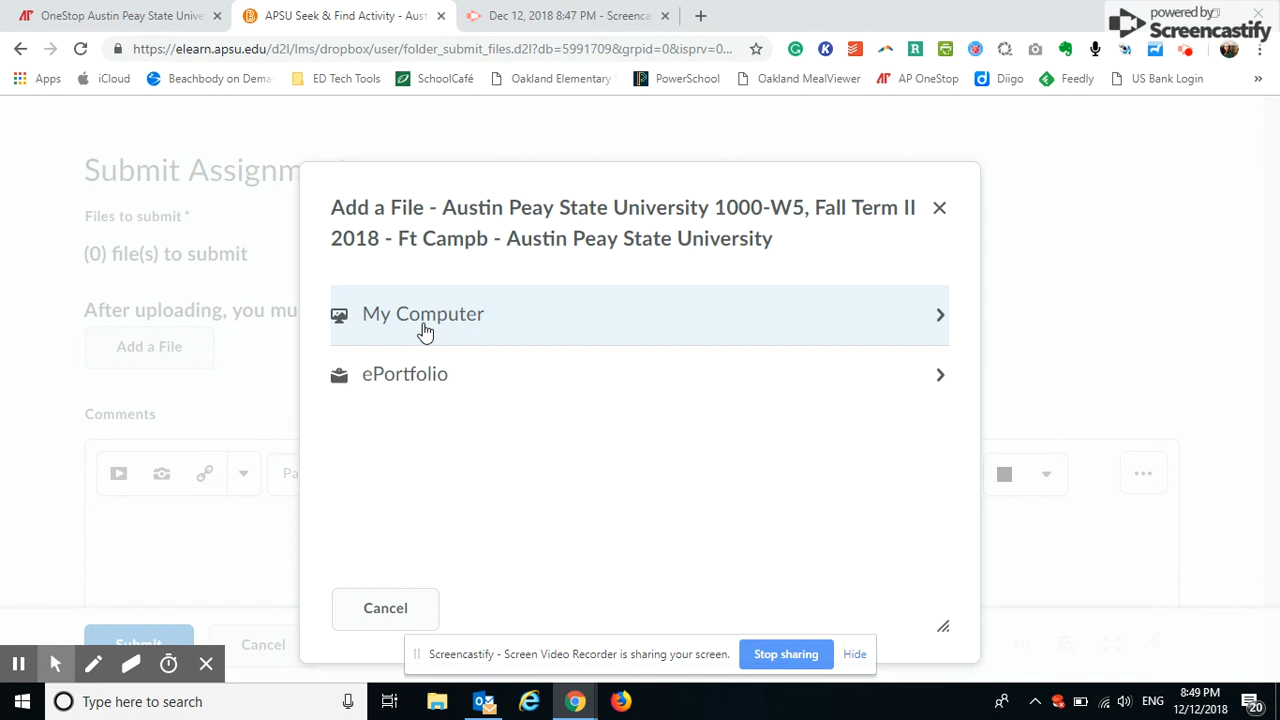 OneStop Austin Peay State Unive
APSU Seek & Find Activity - Aust
Dec 12, 2018 8:47 PM - Screenca
powered by
Screencastify
https://elearn.apsu.edu/d2l/lms/dropbox/user/folder_submit_files.d2l?db=5991709&grpid=0&isprv=0...
Apps
iCloud
Beachbody on Dema
ED Tech Tools
SchoolCafé
Oakland Elementary
PowerSchool
Oakland MealViewer
AP OneStop
Diigo
Feedly
US Bank Login
»
Submit Assignm
Files to submit *
(0) file(s) to submit
After uploading, you mu
Add a File
Comments
Pa
Add a File - Austin Peay State University 1000-W5, Fall Term II
2018 - Ft Campb - Austin Peay State University
My Computer
ePortfolio
Cancel
Submit
Cancel
Screencastify - Screen Video Recorder is sharing your screen.
Stop sharing
Hide
Type here to search
ENG
8:49 PM
12/12/2018
20